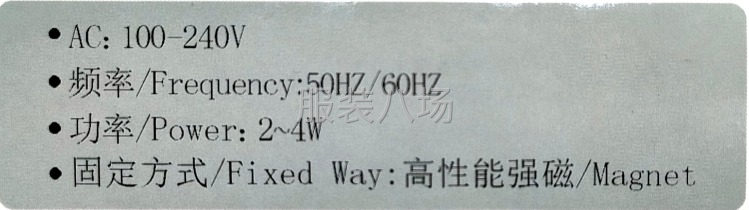 • AC: 100-240V
• 频率/Frequency:50HZ/60HZ
服装八场
• 功率/Power: 2~4W
• 固定方式/Fixed Way:高性能强磁/Magnet